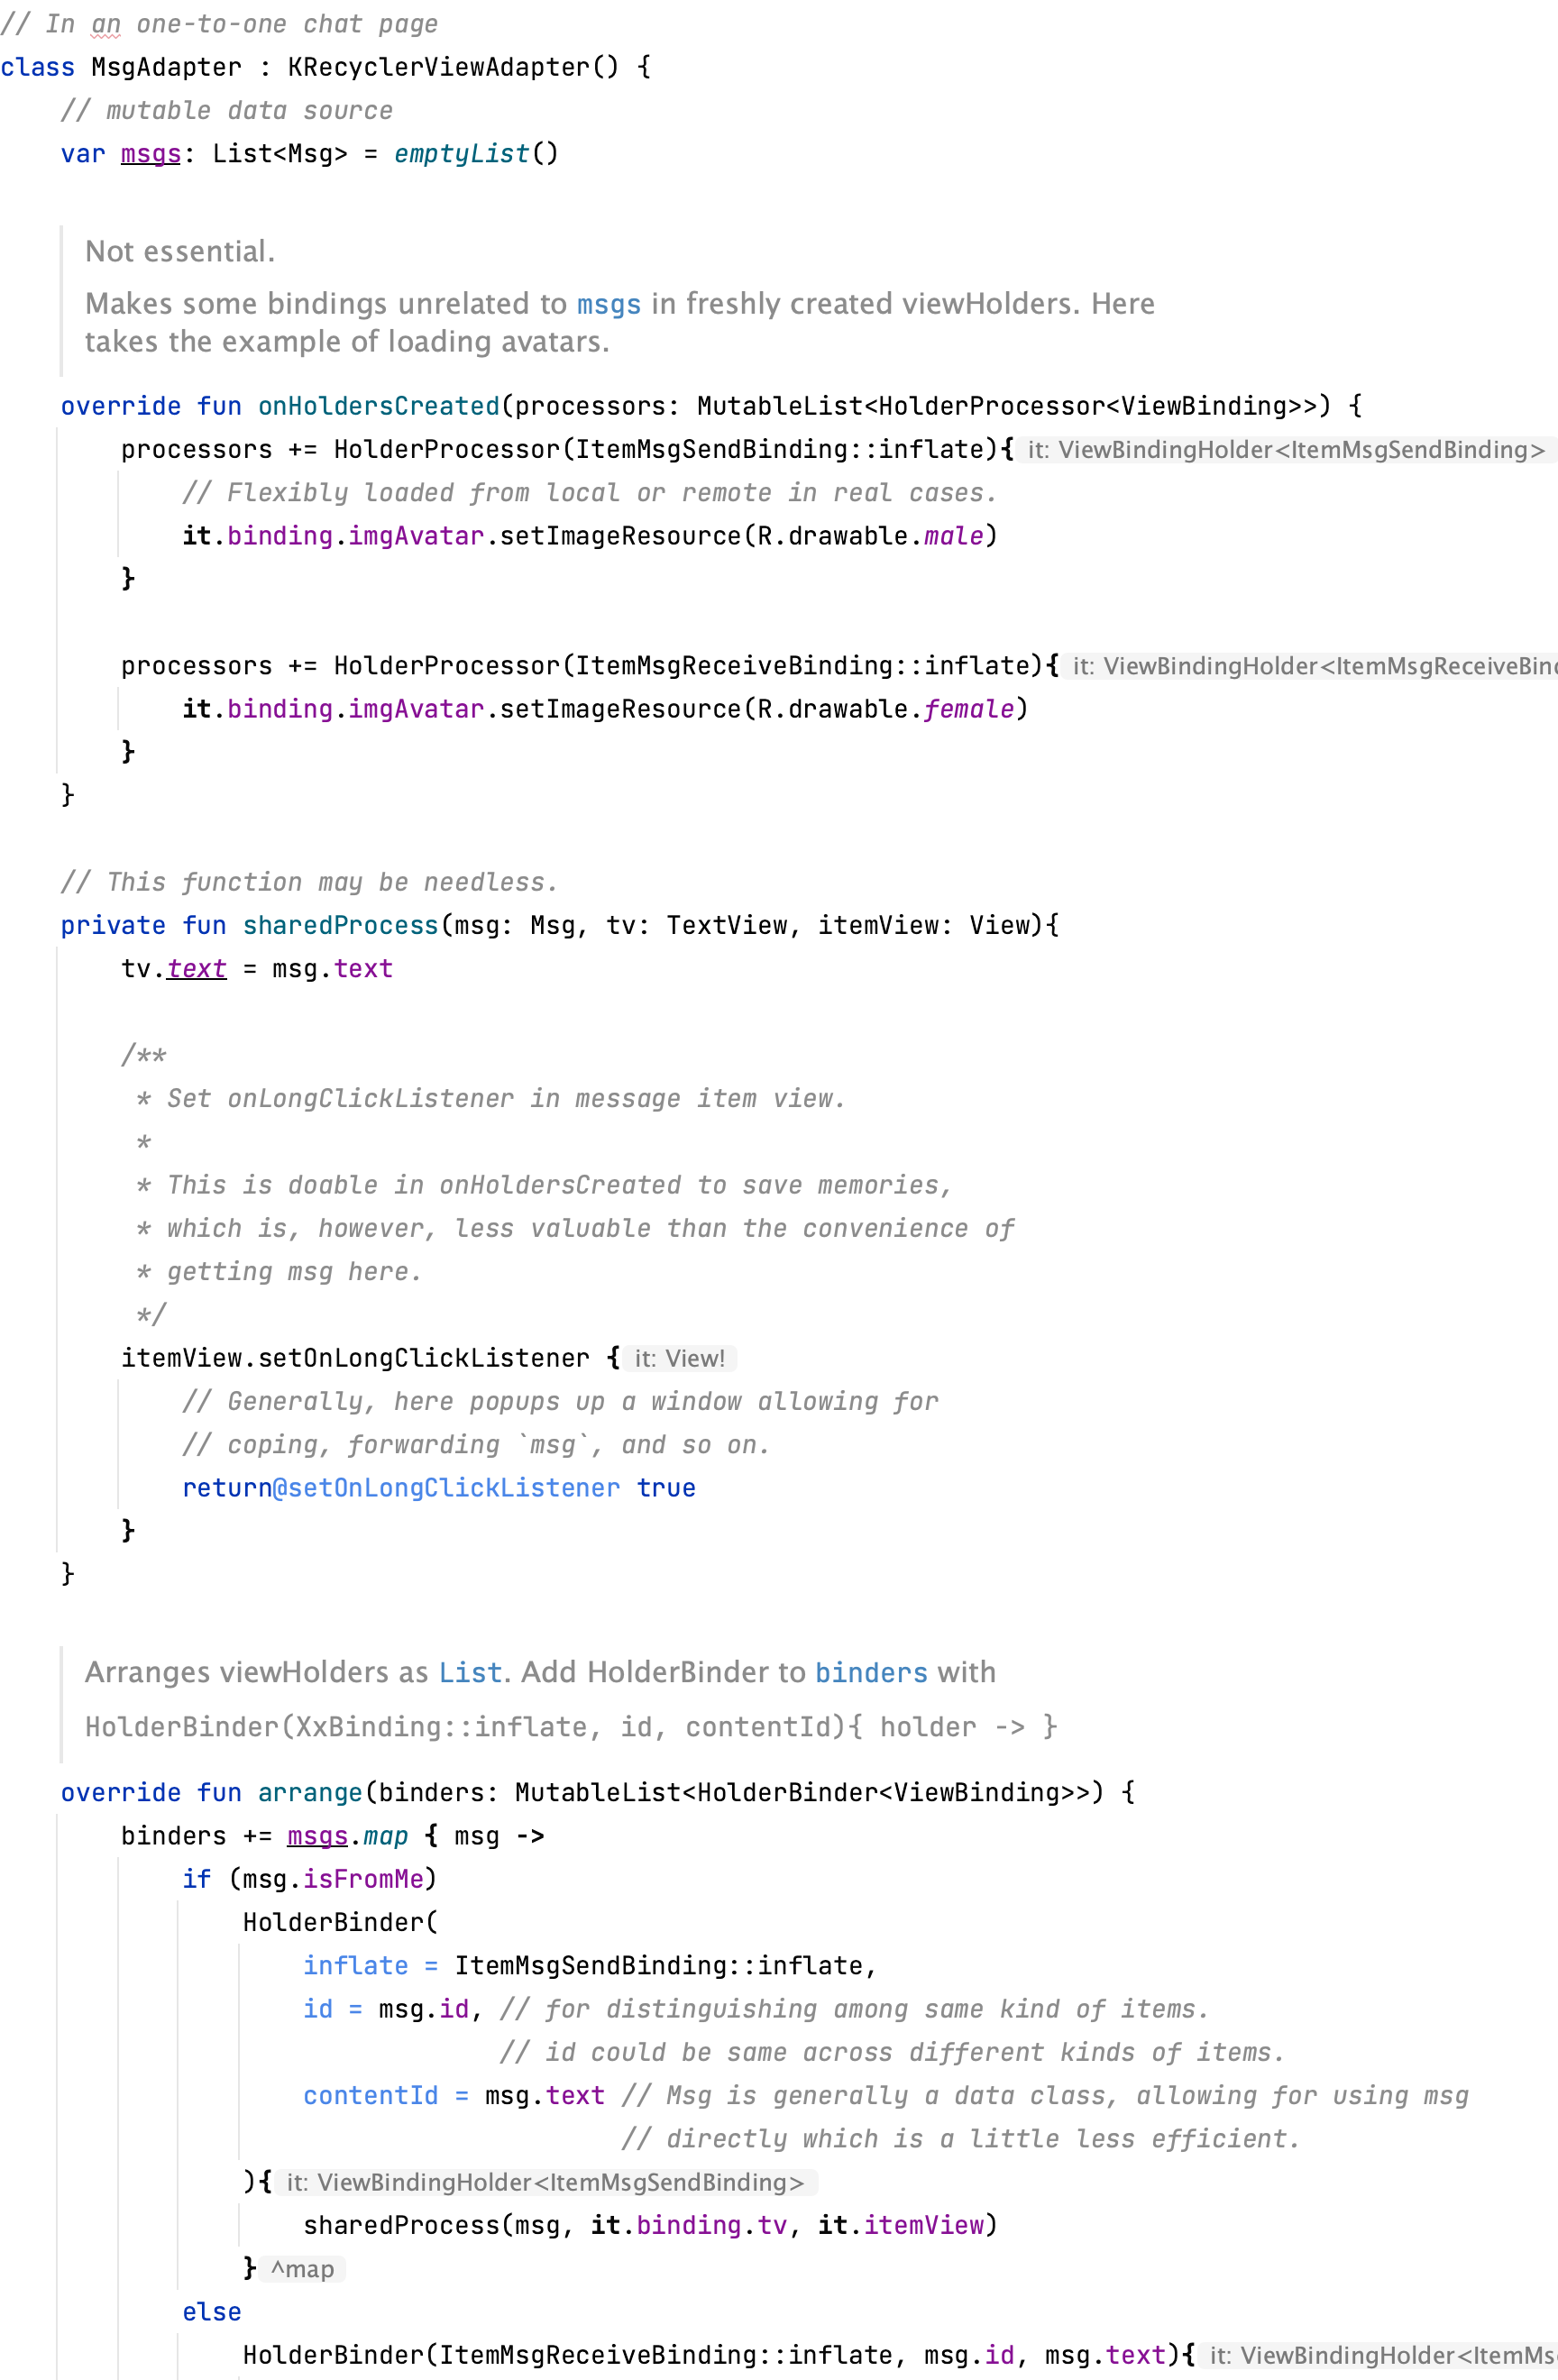 // In an one-to-one chat page
class MsgAdapter : KRecyclerViewAdapter() {
// mutable data source
var msgs: List<Msg> = emptyList()
Not essential.
Makes some bindings unrelated to msgs in freshly created viewHolders. Here
takes the example of loading avatars.
override fun onHoldersCreated(processors: MutableList<HolderProcessor<ViewBinding>>) {
processors += HolderProcessor(ItemMsgSendBinding::inflate){ it: ViewBindingHolder<ItemMsgSendBinding>
// Flexibly loaded from local or remote in real cases.
it.binding.imgAvatar.setImageResource(R.drawable.male)
}
processors += HolderProcessor(ItemMsgReceiveBinding::inflate){ it: ViewBindingHolder<ItemMsgReceiveBin
it.binding.imgAvatar.setImageResource(R.drawable.female)
}
}
// This function may be needless.
private fun sharedProcess(msg: Msg, tv: TextView, itemView: View){
tv.text = msg.text
/**
* Set onLongClickListener in message item view.
*
* This is doable in onHoldersCreated to save memories,
* which is, however, less valuable than the convenience of
* getting msg here.
*/
itemView.setOnLongClickListener { it: View!
// Generally, here popups up a window allowing for
// coping, forwarding `msg`, and so on.
return@setOnLongClickListener true
}
}
Arranges viewHolders as List. Add HolderBinder to binders with
HolderBinder(XxBinding::inflate, id, contentId){ holder -> }
override fun arrange(binders: MutableList<HolderBinder<ViewBinding>>) {
binders += msgs.map { msg ->
if (msg.isFromMe)
HolderBinder(
inflate = ItemMsgSendBinding::inflate,
id = msg.id, // for distinguishing among same kind of items.
// id could be same across different kinds of items.
contentId = msg.text // Msg is generally a data class, allowing for using msg
// directly which is a little less efficient.
){ it: ViewBindingHolder<ItemMsgSendBinding>
sharedProcess(msg, it.binding.tv, it.itemView)
} ^map
else
HolderBinder(ItemMsgReceiveBinding::inflate, msg.id, msg.text){ it: ViewBindingHolder<ItemMs